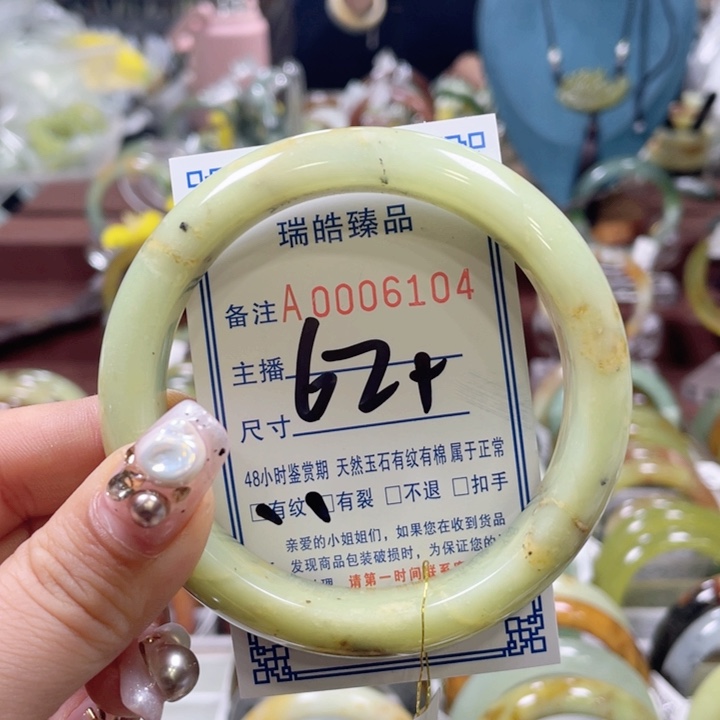 瑞皓臻品
备注 A0006104
主播 62+
尺寸
48小时鉴赏期 天然玉石有纹有棉 属于正常
□有纹 □有裂 □不退 □扣手
亲爱的小姐姐们，如果您在收到货品
发现商品包装破损时，为保证您的
请第一时间联系